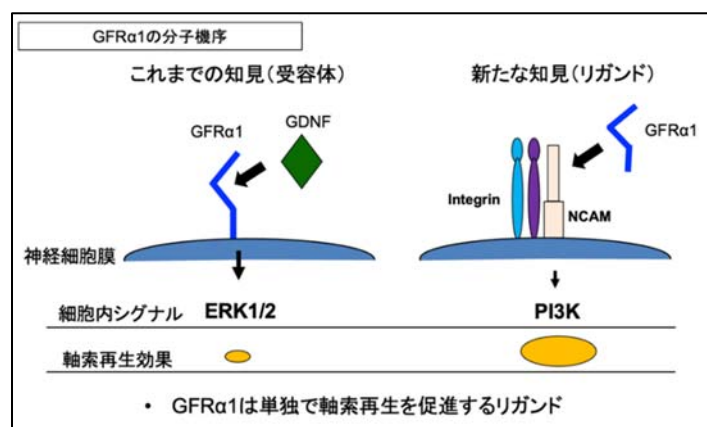 GFRα1の分子機序
これまでの知見(受容体)
新たな知見(リガンド)
GFRα1
GDNF
GFRα1
Integrin
NCAM
神経細胞膜
細胞内シグナル
ERK1/2
PI3K
軸索再生効果
• GFRα1は単独で軸索再生を促進するリガンド